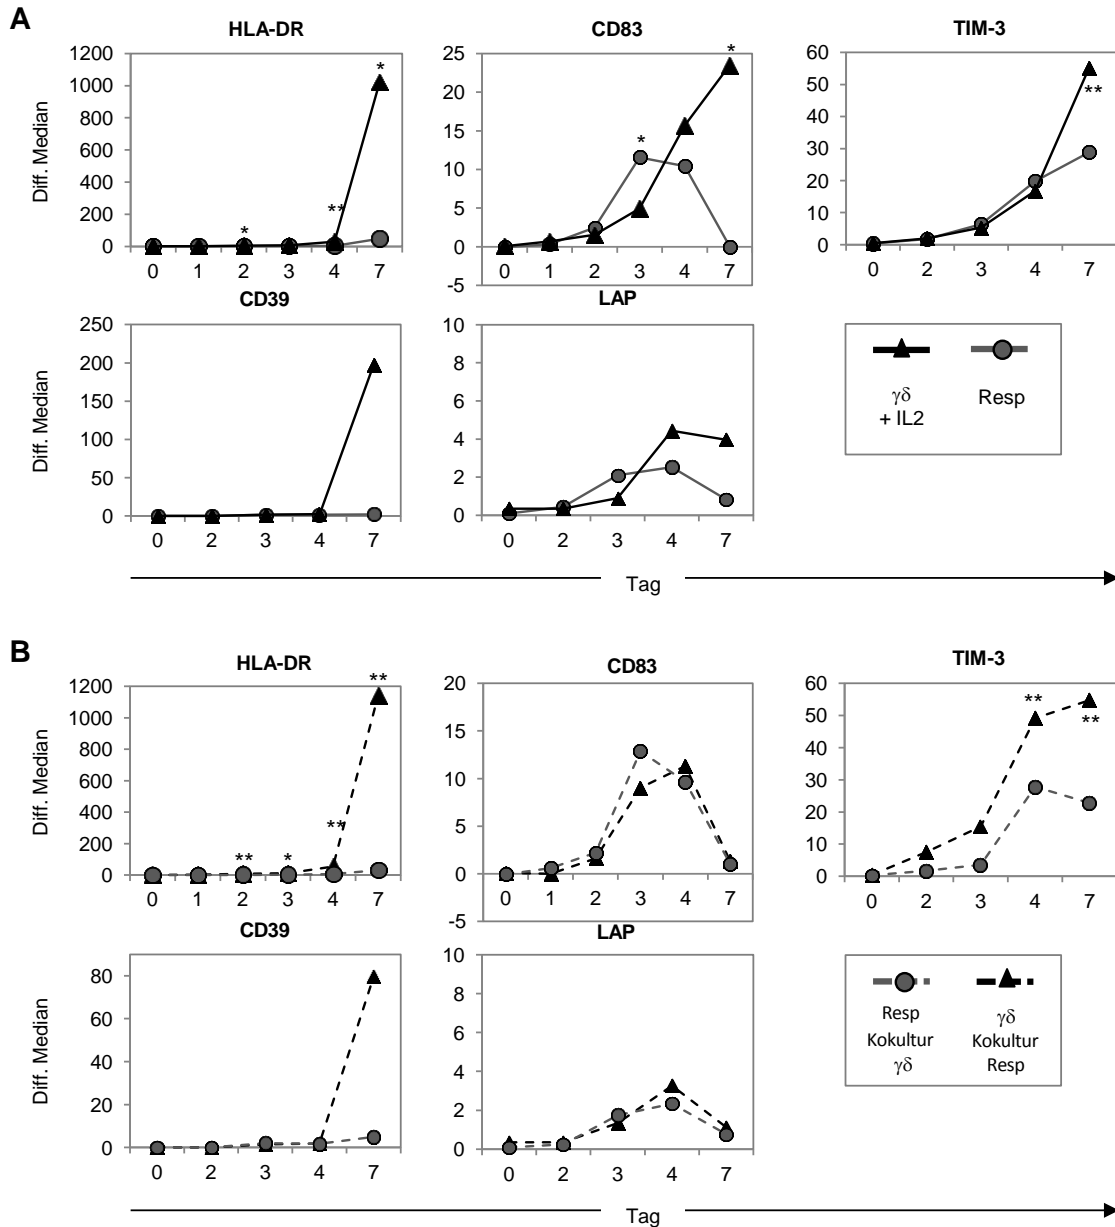 A
HLA-DR
CD83
TIM-3
Diff. Median
1200
1000
800
600
400
200
0
0 1 2 3 4 7
* ** *
25
20
15
10
5
0
-5
0 1 2 3 4 7
* *
60
50
40
30
20
10
0
0 2 3 4 7
**
CD39
LAP
Diff. Median
250
200
150
100
50
0
0 2 3 4 7
10
8
6
4
2
0
0 2 3 4 7
γδ
+ IL2
Resp
Tag
B
HLA-DR
CD83
TIM-3
Diff. Median
1200
1000
800
600
400
200
0
0 1 2 3 4 7
** * ** **
20
15
10
5
0
-5
0 1 2 3 4 7
60
50
40
30
20
10
0
0 2 3 4 7
** **
CD39
LAP
Diff. Median
80
60
40
20
0
0 2 3 4 7
10
8
6
4
2
0
0 2 3 4 7
Resp
Kokultur
γδ
γδ
Kokultur
Resp
Tag